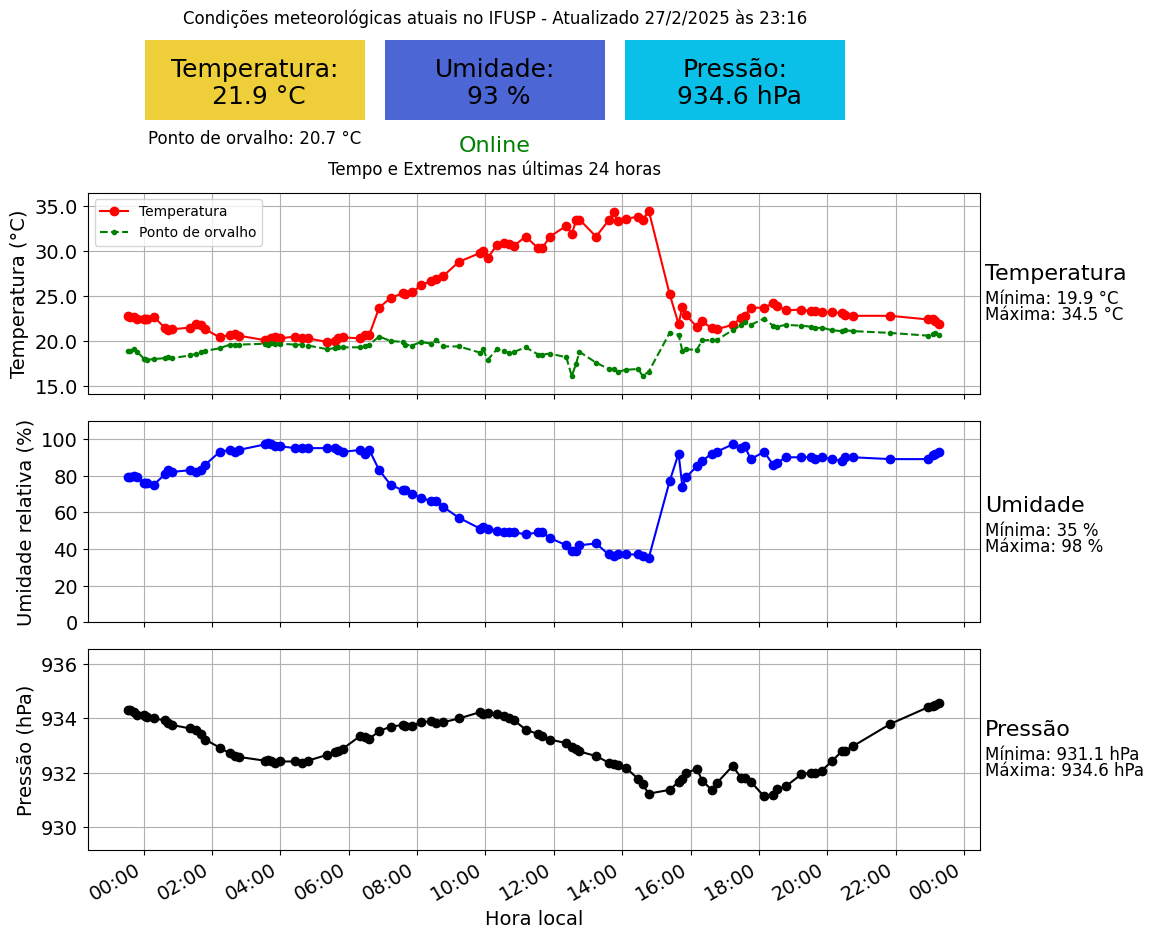 Condições meteorológicas atuais no IFUSP - Atualizado 27/2/2025 às 23:16
Temperatura:
21.9 °C
Umidade:
93 %
Pressão:
934.6 hPa
Ponto de orvalho: 20.7 °C
Online
Tempo e Extremos nas últimas 24 horas
Temperatura (°C)
35.0
30.0
25.0
20.0
15.0
Temperatura
Ponto de orvalho
Temperatura
Mínima: 19.9 °C
Máxima: 34.5 °C
Umidade relativa (%)
100
80
60
40
20
0
Umidade
Mínima: 35 %
Máxima: 98 %
Pressão (hPa)
936
934
932
930
Pressão
Mínima: 931.1 hPa
Máxima: 934.6 hPa
00:00 02:00 04:00 06:00 08:00 10:00 12:00 14:00 16:00 18:00 20:00 22:00 00:00
Hora local